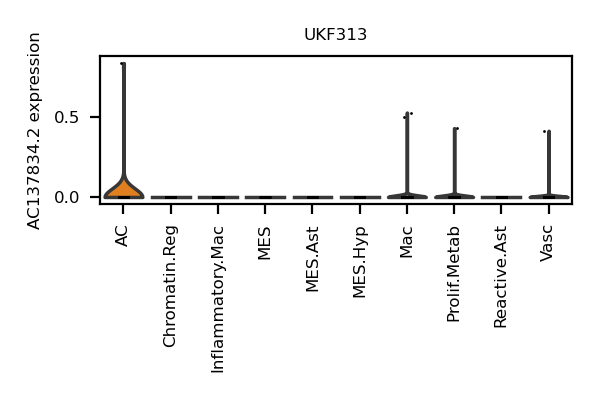 UKF313
AC137834.2 expression
0.5
0.0
AC
Chromatin.Reg
Inflammatory.Mac
MES
MES.Ast
MES.Hyp
Mac
Prolif.Metab
Reactive.Ast
Vasc